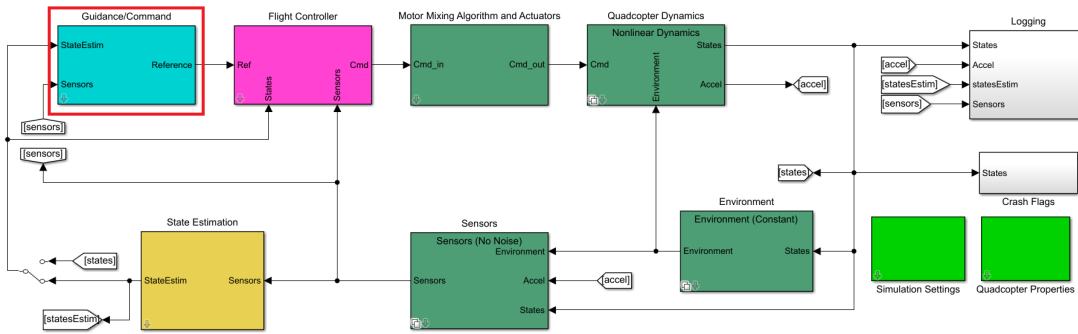 Guidance/Command
StateEstim
Reference
Sensors
Flight Controller
Ref
Cmd
States
Sensors
Motor Mixing Algorithm and Actuators
Cmd_in
Cmd_out
Quadcopter Dynamics
Nonlinear Dynamics
States
Cmd
Environment
Accel
[accel]
Logging
States
Accel
statesEstim
Sensors
[accel]
[statesEstim]
[sensors]
[sensors]
[sensors]
[states]
States
Crash Flags
State Estimation
StateEstim
Sensors
[states]
[statesEstim]
Sensors
Sensors (No Noise)
Environment
Sensors
Accel
States
[accel]
Environment
Environment (Constant)
Environment
States
Simulation Settings
Quadcopter Properties